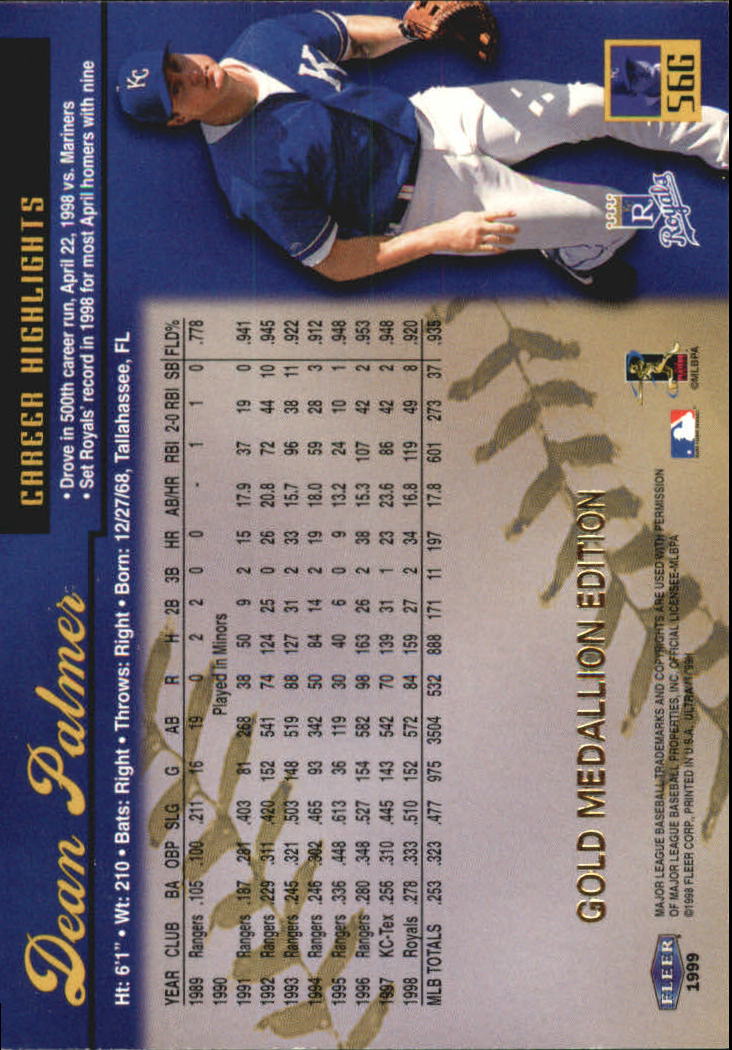 Dean Palmer
CAREER HIGHLIGHTS
• Drove in 500th career run, April 22, 1998 vs. Mariners
• Set Royals' record in 1998 for most April homers with nine
Ht: 6'1" • Wt: 210 • Bats: Right • Throws: Right • Born: 12/27/68, Tallahassee, FL
YEAR CLUB BA OBP SLG G AB R H 2B 3B HR AB/HR RBI 2-0 RBI SB FLD%
1989 Rangers .105 .100 .211 16 19 0 2 2 0 0 - 1 1 0 .778
1990 Played in Minors
1991 Rangers .187 .281 .403 81 268 38 50 9 2 15 17.9 37 19 0 .941
1992 Rangers .229 .311 .420 152 541 74 124 25 0 26 20.8 72 44 10 .945
1993 Rangers .245 .321 .503 148 519 88 127 31 2 33 15.7 96 38 11 .922
1994 Rangers .246 .302 .465 93 342 50 84 14 2 19 18.0 59 28 3 .912
1995 Rangers .336 .448 .613 36 119 30 40 6 0 9 13.2 24 10 1 .948
1996 Rangers .280 .348 .527 154 582 98 163 26 2 38 15.3 107 42 2 .953
1997 KC-Tex .256 .310 .445 143 542 70 139 31 1 23 23.6 86 42 2 .948
1998 Royals .278 .333 .510 152 572 84 159 27 2 34 16.8 119 49 8 .920
MLB TOTALS .253 .323 .477 975 3504 532 888 171 11 197 17.8 601 273 37 .935
GOLD MEDALLION EDITION
FLEER
1999
MAJOR LEAGUE BASEBALL TRADEMARKS AND COPYRIGHTS ARE USED WITH PERMISSION
OF MAJOR LEAGUE BASEBALL PROPERTIES, INC. OFFICIAL LICENSEE-MLBPA
©1999 FLEER CORP., PRINTED IN U.S.A. ULTRA 1999
©MLBPA
R
Royals
56G
KC
K